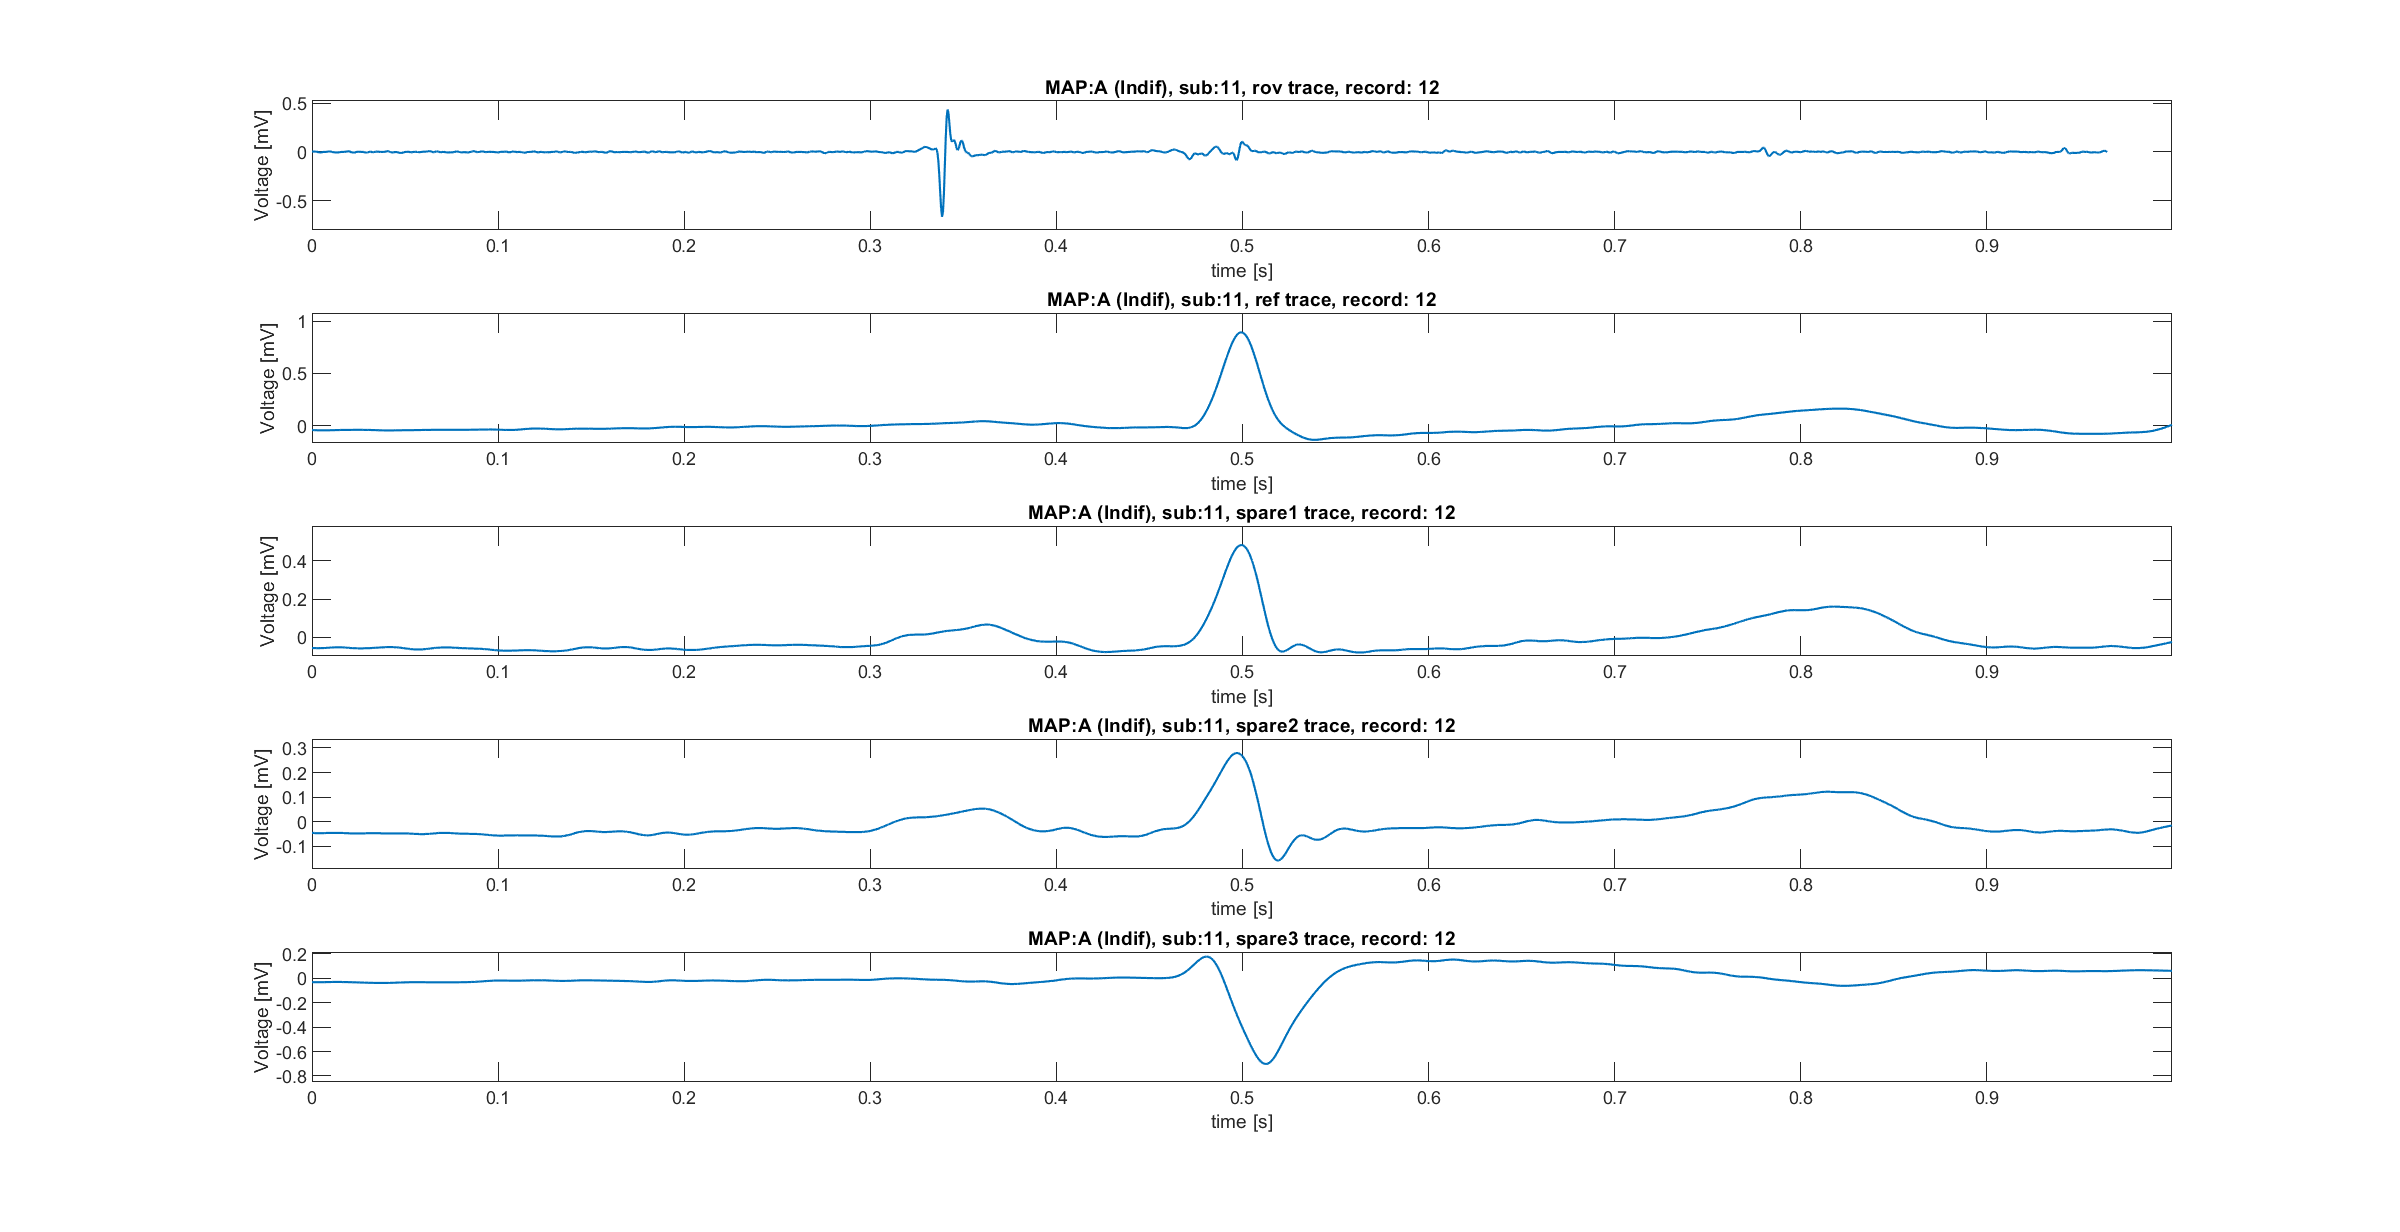 MAP:A (Indif), sub:11, rov trace, record: 12
Voltage [mV]
0.5
0
-0.5
0 0.1 0.2 0.3 0.4 0.5 0.6 0.7 0.8 0.9
time [s]
MAP:A (Indif), sub:11, ref trace, record: 12
Voltage [mV]
1
0.5
0
0 0.1 0.2 0.3 0.4 0.5 0.6 0.7 0.8 0.9
time [s]
MAP:A (Indif), sub:11, spare1 trace, record: 12
Voltage [mV]
0.4
0.2
0
0 0.1 0.2 0.3 0.4 0.5 0.6 0.7 0.8 0.9
time [s]
MAP:A (Indif), sub:11, spare2 trace, record: 12
Voltage [mV]
0.3
0.2
0.1
0
-0.1
0 0.1 0.2 0.3 0.4 0.5 0.6 0.7 0.8 0.9
time [s]
MAP:A (Indif), sub:11, spare3 trace, record: 12
Voltage [mV]
0.2
0
-0.2
-0.4
-0.6
-0.8
0 0.1 0.2 0.3 0.4 0.5 0.6 0.7 0.8 0.9
time [s]